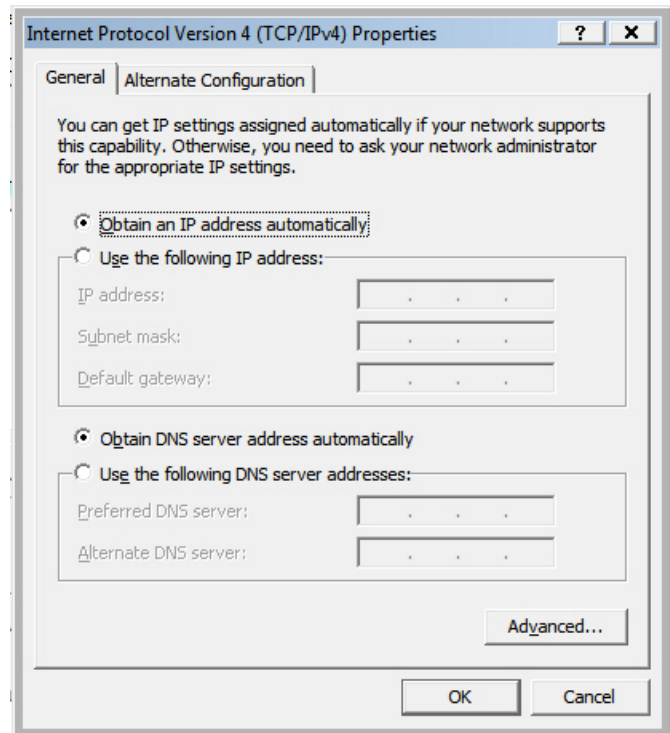 Internet Protocol Version 4 (TCP/IPv4) Properties
General
Alternate Configuration
You can get IP settings assigned automatically if your network supports
this capability. Otherwise, you need to ask your network administrator
for the appropriate IP settings.
Obtain an IP address automatically
Use the following IP address:
IP address:
Subnet mask:
Default gateway:
Obtain DNS server address automatically
Use the following DNS server addresses:
Preferred DNS server:
Alternate DNS server:
Advanced...
OK
Cancel